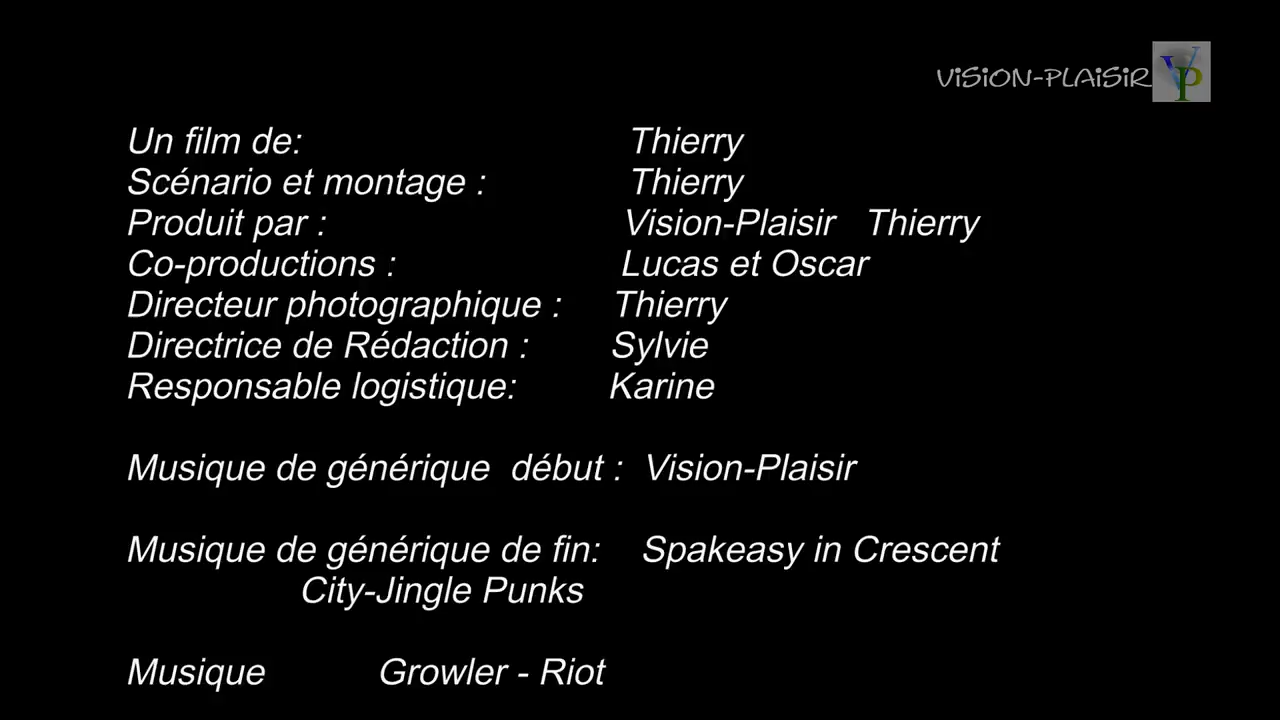 ViSiON-PLAiSiR VP
Un film de: Thierry
Scénario et montage : Thierry
Produit par : Vision-Plaisir Thierry
Co-productions : Lucas et Oscar
Directeur photographique : Thierry
Directrice de Rédaction : Sylvie
Responsable logistique: Karine
Musique de générique début : Vision-Plaisir
Musique de générique de fin: Spakeasy in Crescent
City-Jingle Punks
Musique Growler - Riot